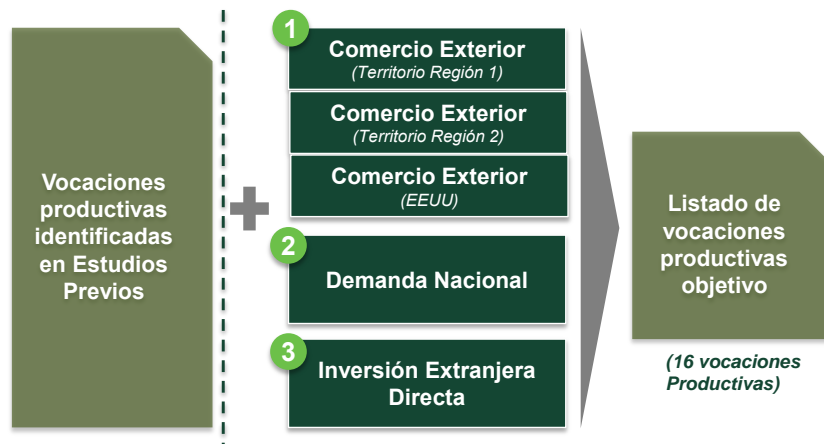 Vocaciones
productivas
identificadas
en Estudios
Previos
1
Comercio Exterior
(Territorio Región 1)
Comercio Exterior
(Territorio Región 2)
Comercio Exterior
(EEUU)
2
Demanda Nacional
3
Inversión Extranjera
Directa
Listado de
vocaciones
productivas
objetivo
(16 vocaciones
Productivas)